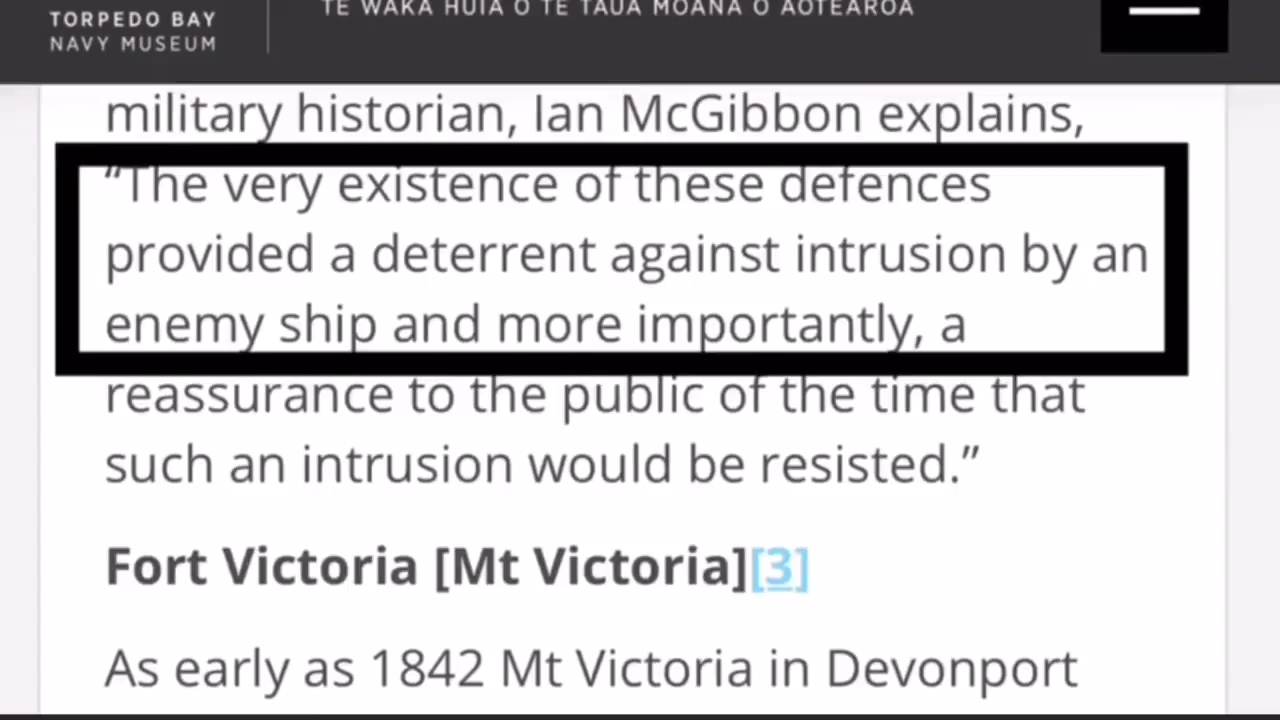 TORPEDO BAY
NAVY MUSEUM
TE WAKA HUIA O TE TAUA MOANA O AOTEAROA
military historian, Ian McGibbon explains,
“The very existence of these defences
provided a deterrent against intrusion by an
enemy ship and more importantly, a
reassurance to the public of the time that
such an intrusion would be resisted.”
Fort Victoria [Mt Victoria][3]
As early as 1842 Mt Victoria in Devonport